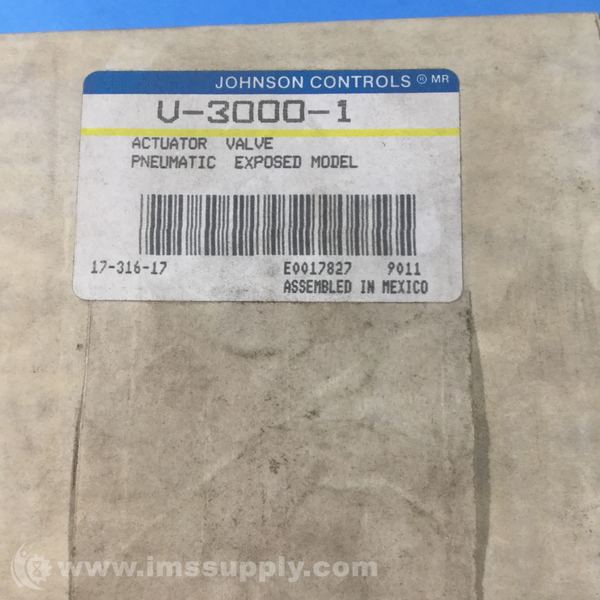 JOHNSON CONTROLS ® MR
V-3000-1
ACTUATOR VALVE
PNEUMATIC EXPOSED MODEL
17-316-17 E0017827 9011
ASSEMBLED IN MEXICO
www.imssupply.com